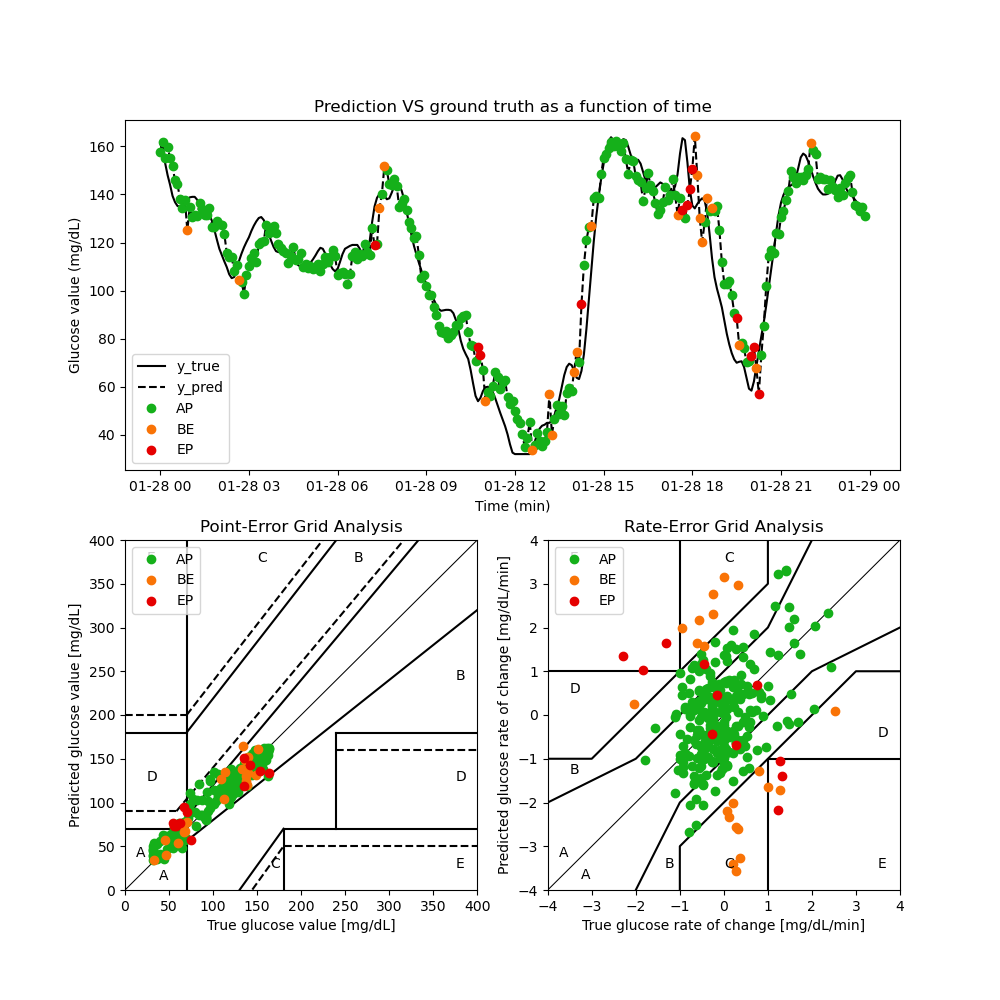 Prediction VS ground truth as a function of time
Glucose value (mg/dL)
160
140
120
100
80
60
40
y_true
y_pred
AP
BE
EP
01-28 00 01-28 03 01-28 06 01-28 09 01-28 12 01-28 15 01-28 18 01-28 21 01-29 00
Time (min)
Point-Error Grid Analysis
Predicted glucose value [mg/dL]
400
350
300
250
200
150
100
50
0
AP
BE
EP
C
B
B
D
D
A
A
C
E
0 50 100 150 200 250 300 350 400
True glucose value [mg/dL]
Rate-Error Grid Analysis
Predicted glucose rate of change [mg/dL/min]
4
3
2
1
0
−1
−2
−3
−4
AP
BE
EP
C
D
D
B
A
A
B
C
E
−4 −3 −2 −1 0 1 2 3 4
True glucose rate of change [mg/dL/min]